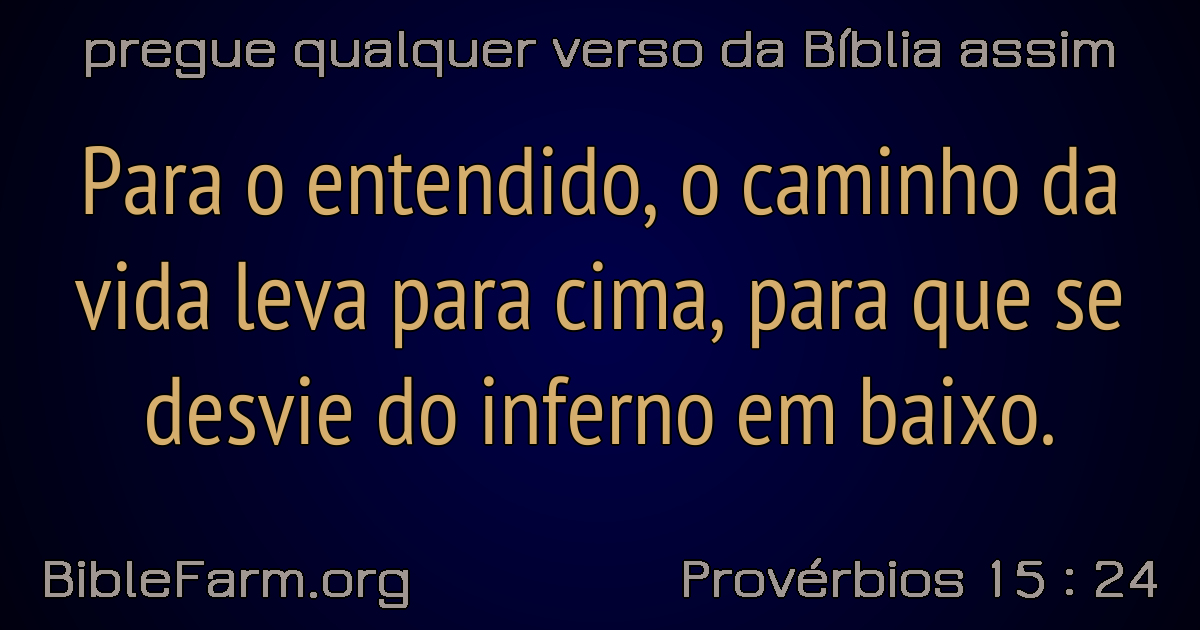 pregue qualquer verso da Bíblia assim
Para o entendido, o caminho da
vida leva para cima, para que se
desvie do inferno em baixo.
BibleFarm.org
Provérbios 15 : 24